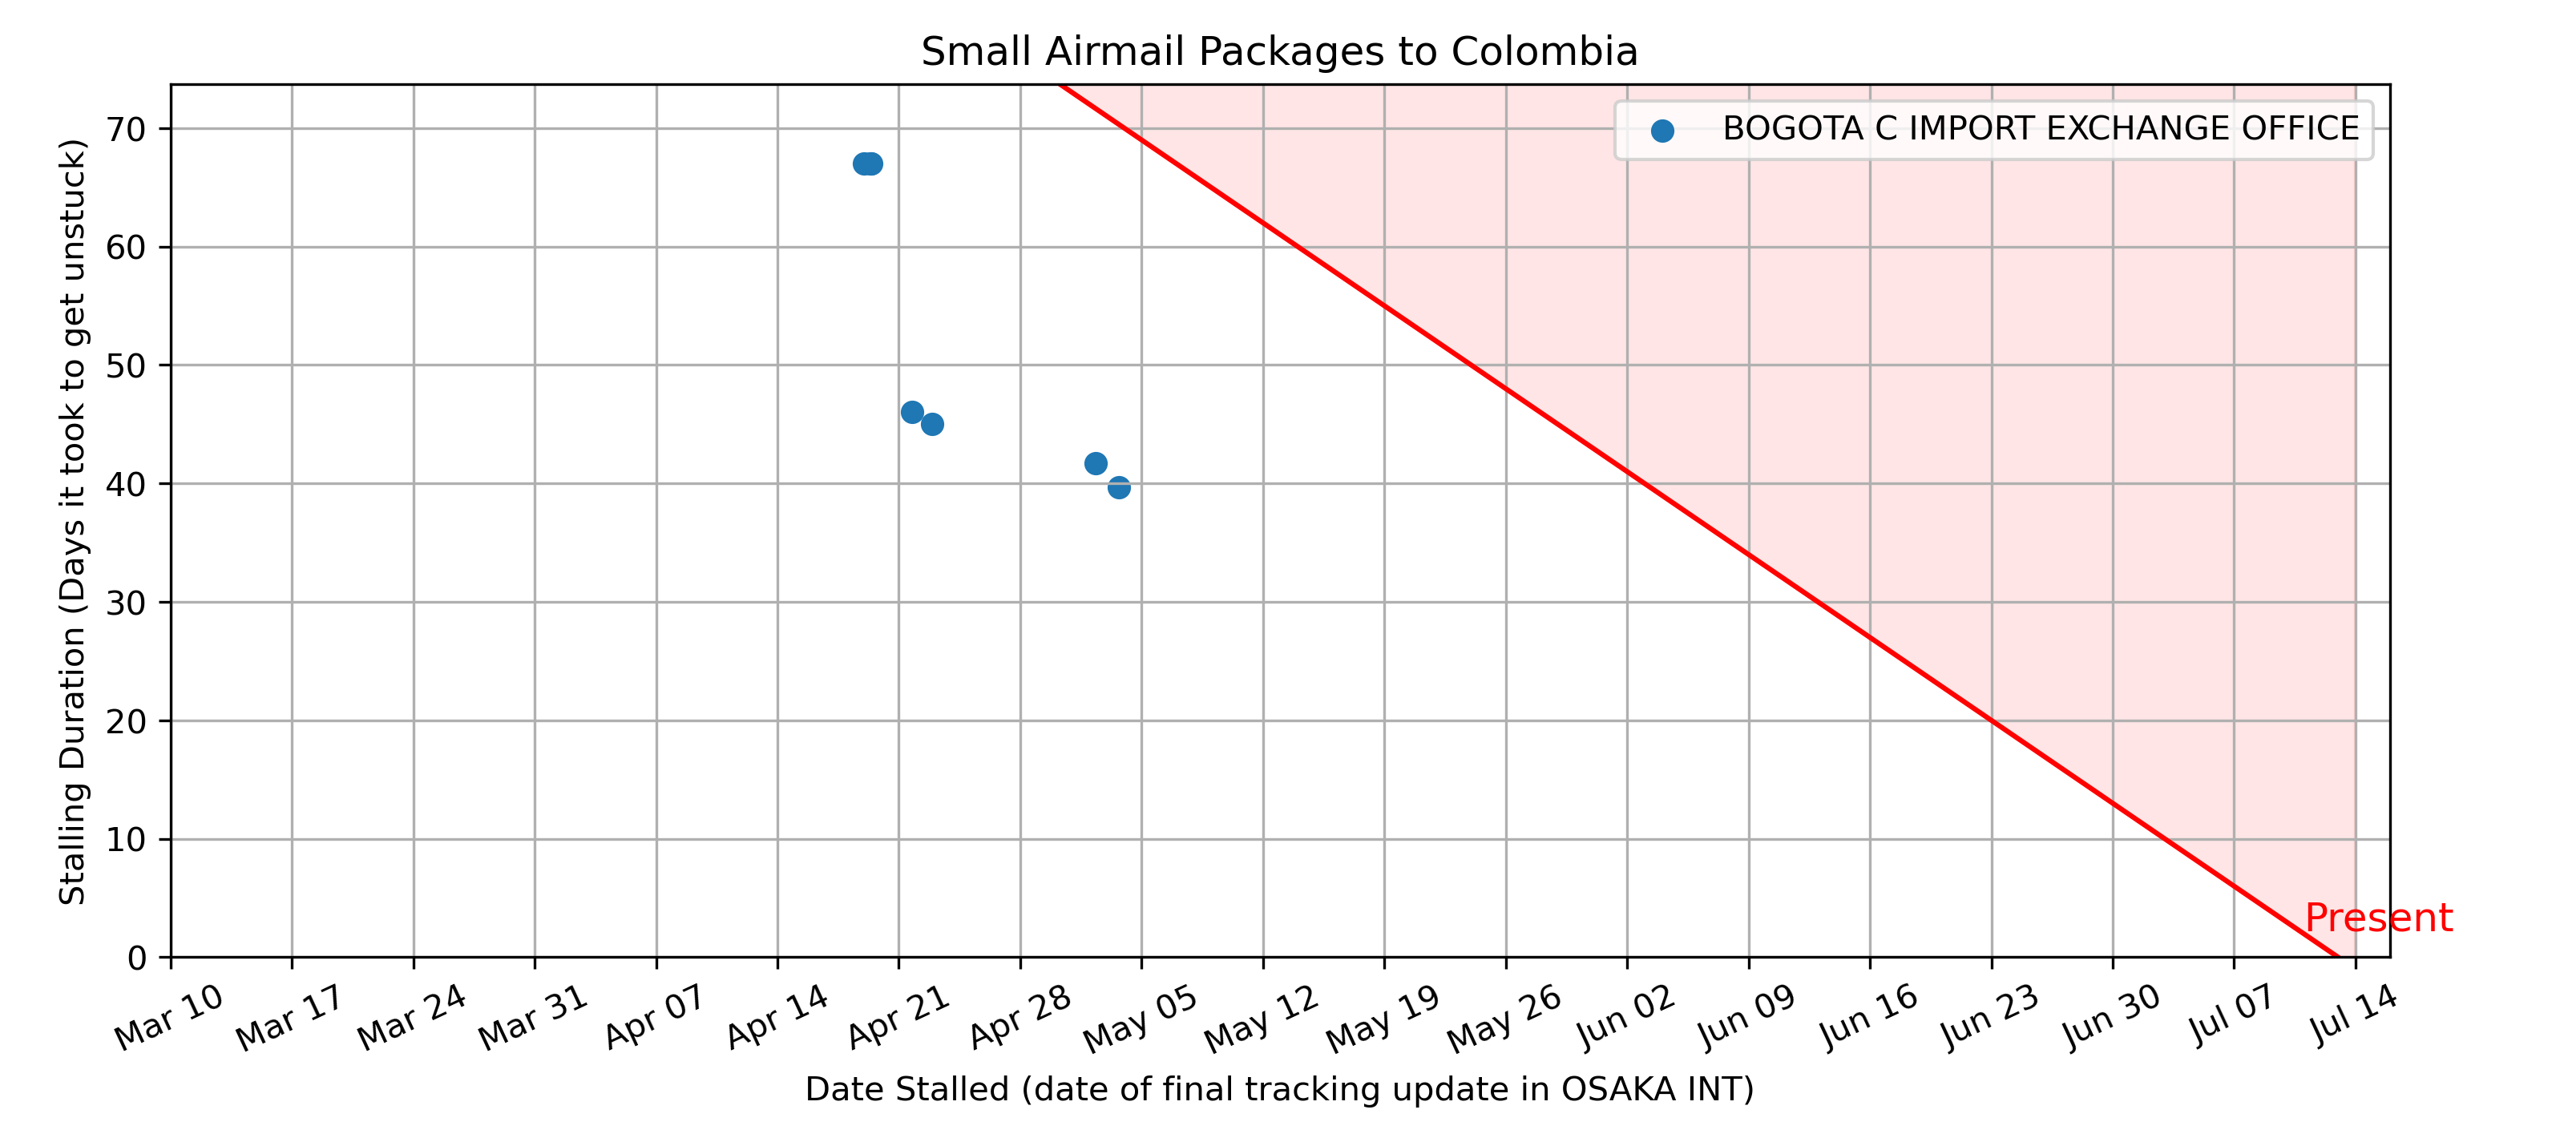 Small Airmail Packages to Colombia
BOGOTA C IMPORT EXCHANGE OFFICE
Stalling Duration (Days it took to get unstuck)
70
60
50
40
30
20
10
0
Present
Mar 10
Mar 17
Mar 24
Mar 31
Apr 07
Apr 14
Apr 21
Apr 28
May 05
May 12
May 19
May 26
Jun 02
Jun 09
Jun 16
Jun 23
Jun 30
Jul 07
Jul 14
Date Stalled (date of final tracking update in OSAKA INT)